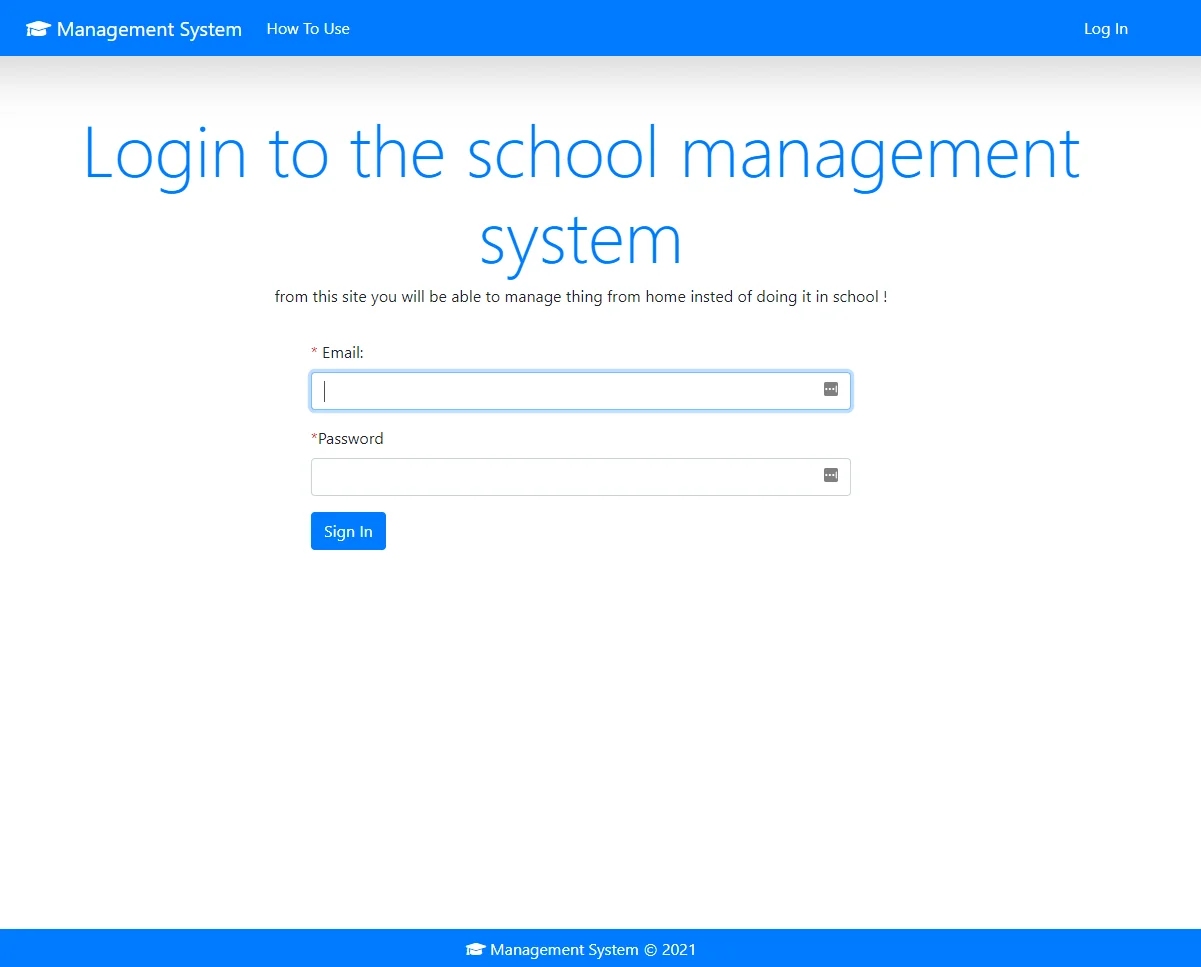 Management System How To Use Log In
Login to the school management
system
from this site you will be able to manage thing from home insted of doing it in school !
* Email:
*Password
Sign In
Management System © 2021